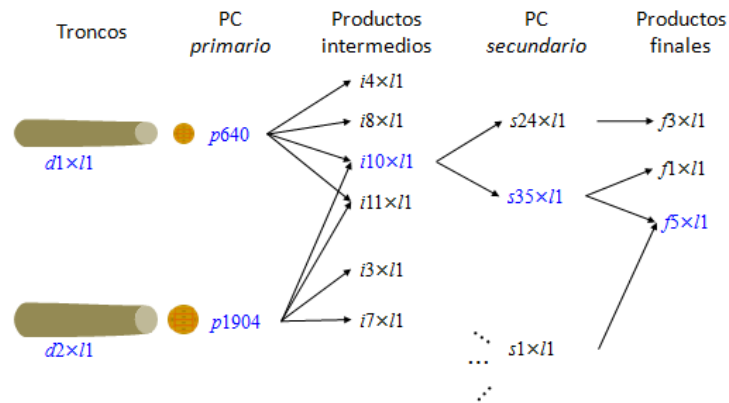 Troncos
PC
primario
Productos
intermedios
PC
secundario
Productos
finales
d1×l1
p640
i4×l1
i8×l1
i10×l1
i11×l1
s24×l1
s35×l1
f3×l1
f1×l1
f5×l1
d2×l1
p1904
i3×l1
i7×l1
s1×l1